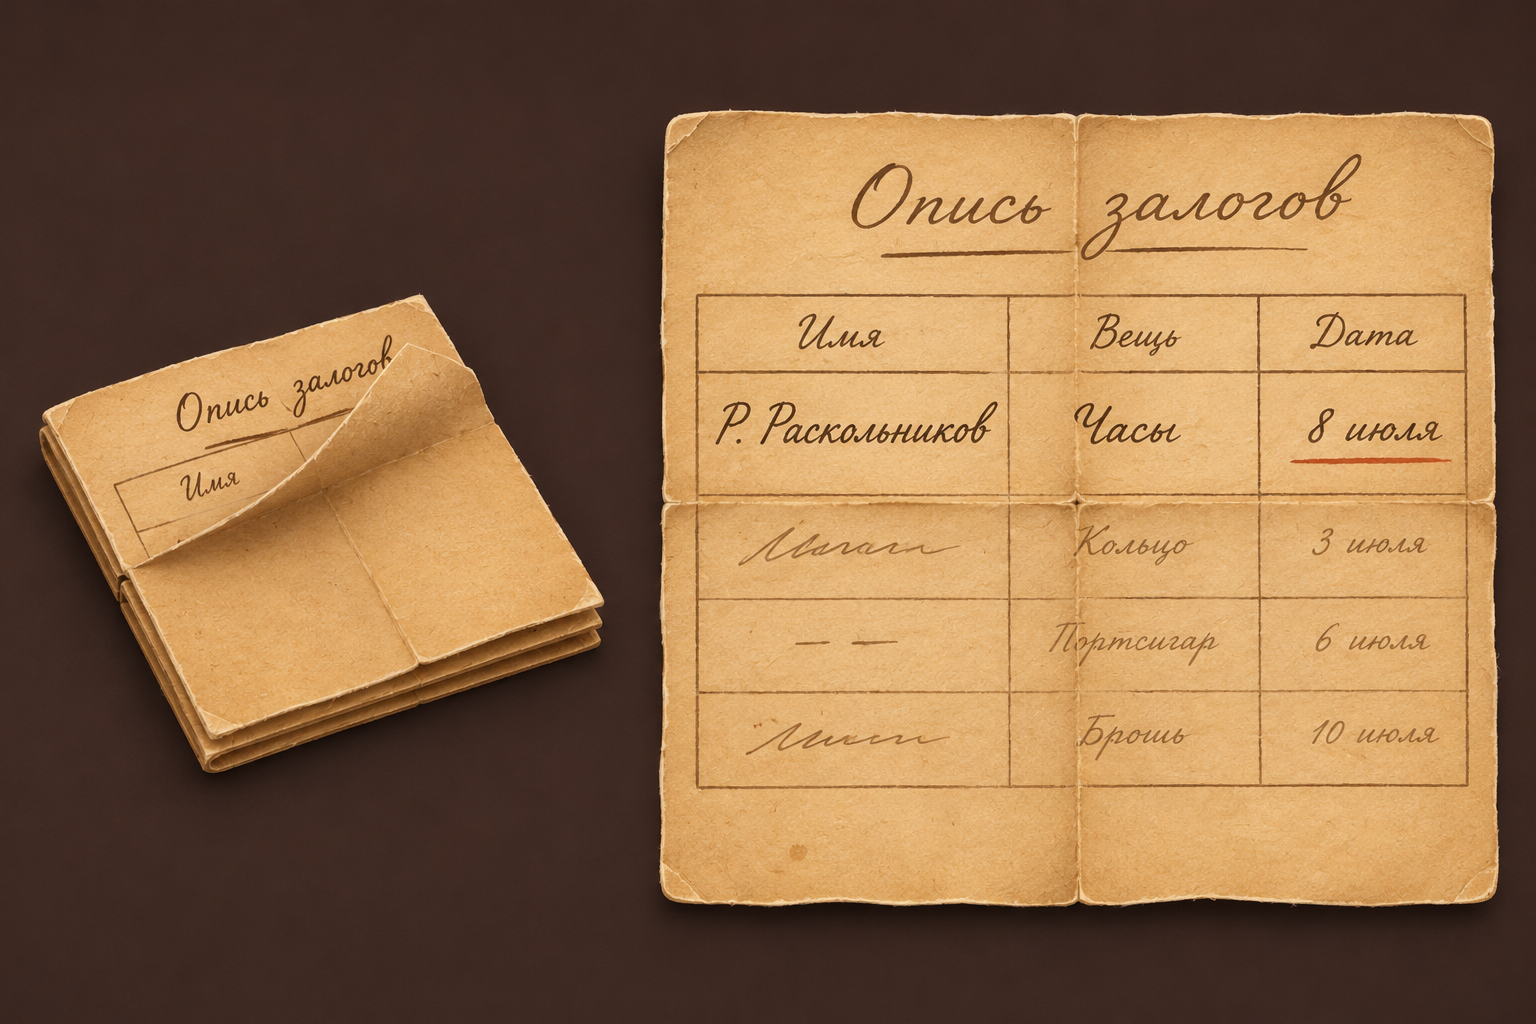 Опись залогов
Имя
Опись залогов
Имя Вещь Дата
Р. Раскольников Часы 8 июля
Кольцо 3 июля
— — Портсигар 6 июля
Брошь 10 июля